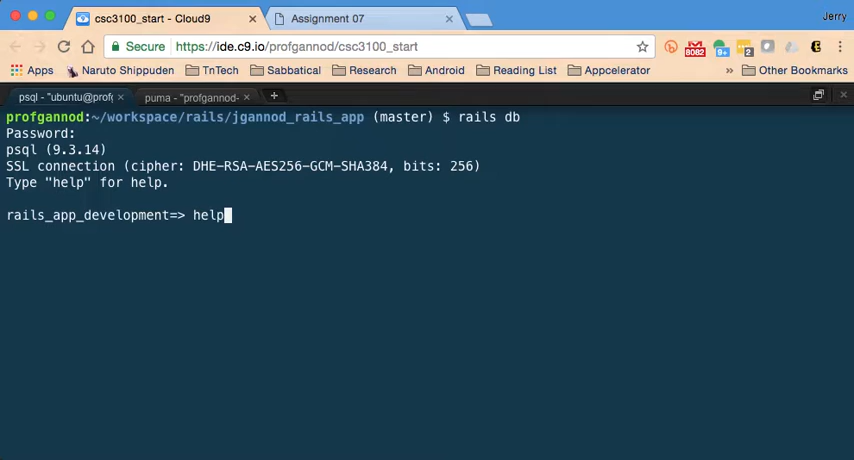 csc3100_start - Cloud9
Assignment 07
Jerry
Secure
https://ide.c9.io/profgannod/csc3100_start
8082
9+
2
Apps
Naruto Shippuden
TnTech
Sabbatical
Research
Android
Reading List
Appcelerator
»
Other Bookmarks
psql - "ubuntu@prof
puma - "profgannod-
profgannod:~/workspace/rails/jgannod_rails_app (master) $ rails db
Password:
psql (9.3.14)
SSL connection (cipher: DHE-RSA-AES256-GCM-SHA384, bits: 256)
Type "help" for help.
rails_app_development=> help